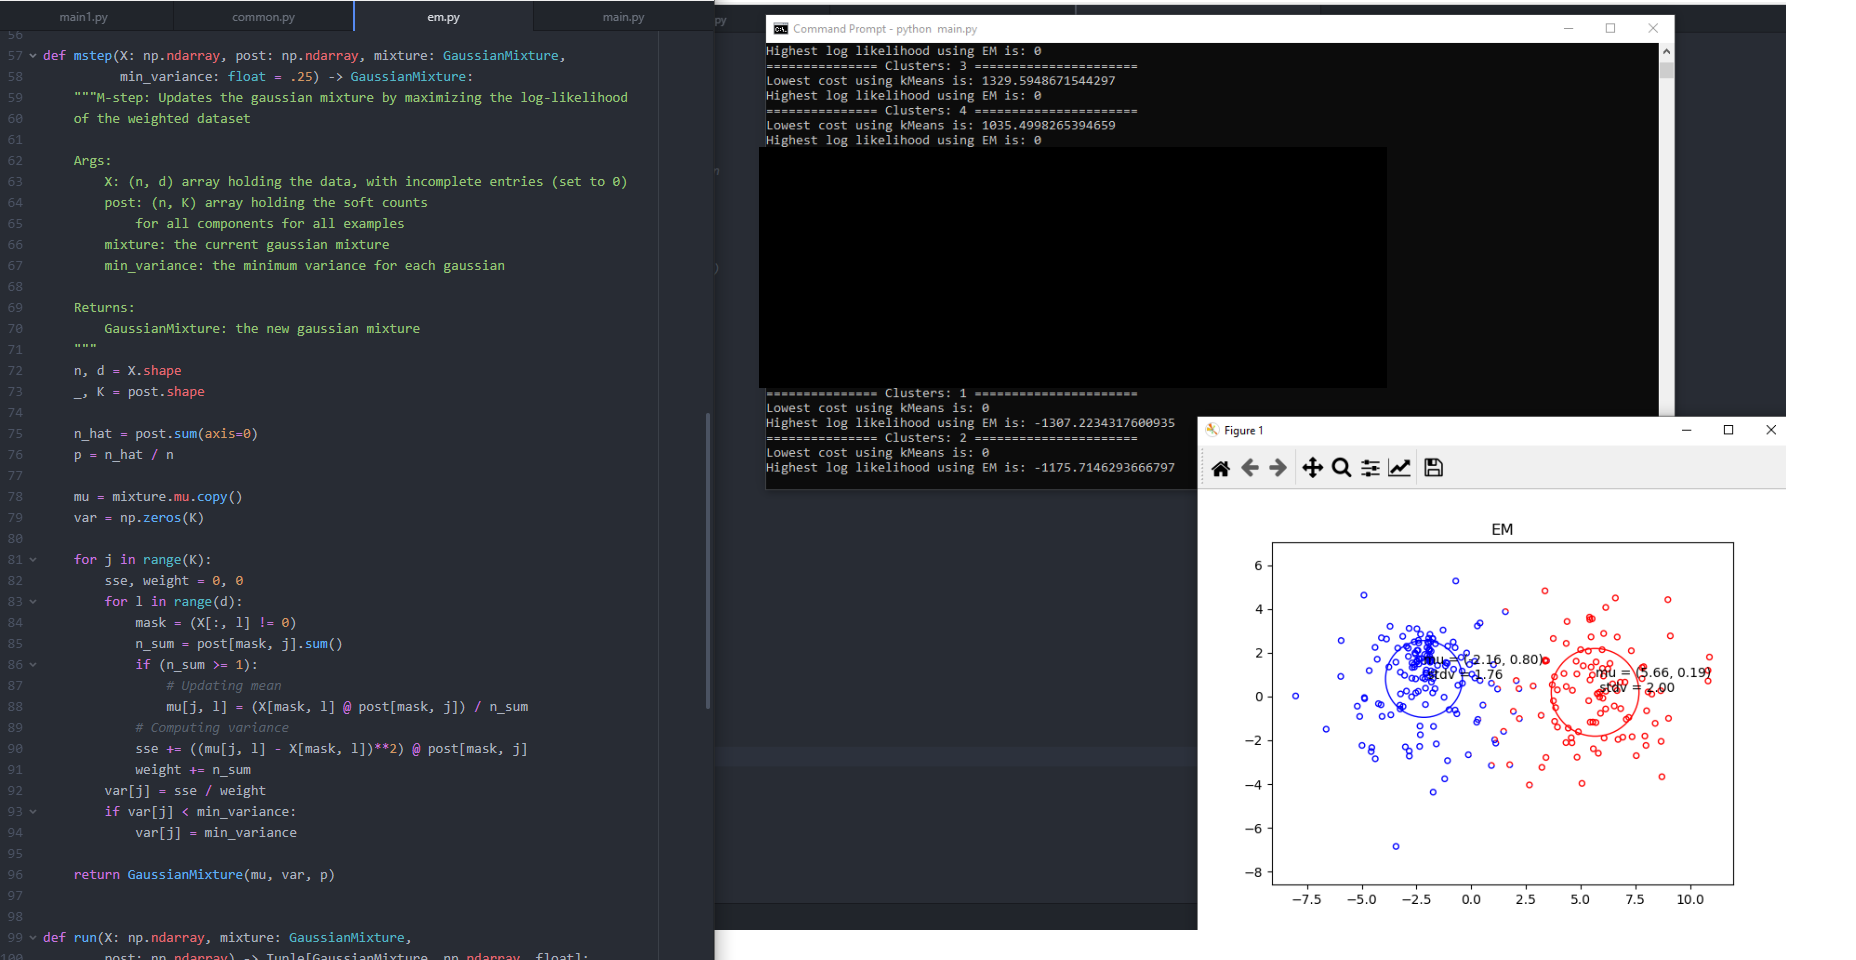 main1.py common.py em.py main.py
56
57 def mstep(X: np.ndarray, post: np.ndarray, mixture: GaussianMixture,
58 min_variance: float = .25) -> GaussianMixture:
59 """M-step: Updates the gaussian mixture by maximizing the log-likelihood
60 of the weighted dataset
61
62 Args:
63 X: (n, d) array holding the data, with incomplete entries (set to 0)
64 post: (n, K) array holding the soft counts
65 for all components for all examples
66 mixture: the current gaussian mixture
67 min_variance: the minimum variance for each gaussian
68
69 Returns:
70 GaussianMixture: the new gaussian mixture
71 """
72 n, d = X.shape
73 _, K = post.shape
74
75 n_hat = post.sum(axis=0)
76 p = n_hat / n
77
78 mu = mixture.mu.copy()
79 var = np.zeros(K)
80
81 for j in range(K):
82 sse, weight = 0, 0
83 for l in range(d):
84 mask = (X[:, l] != 0)
85 n_sum = post[mask, j].sum()
86 if (n_sum >= 1):
87 # Updating mean
88 mu[j, l] = (X[mask, l] @ post[mask, j]) / n_sum
89 # Computing variance
90 sse += ((mu[j, l] - X[mask, l])**2) @ post[mask, j]
91 weight += n_sum
92 var[j] = sse / weight
93 if var[j] < min_variance:
94 var[j] = min_variance
95
96 return GaussianMixture(mu, var, p)
97
98
99 def run(X: np.ndarray, mixture: GaussianMixture,
100 post: np.ndarray) -> Tuple[GaussianMixture, np.ndarray, float]:
py
n
)
Command Prompt - python main.py
Highest log likelihood using EM is: 0
=============== Clusters: 3 ======================
Lowest cost using kMeans is: 1329.5948671544297
Highest log likelihood using EM is: 0
=============== Clusters: 4 ======================
Lowest cost using kMeans is: 1035.4998265394659
Highest log likelihood using EM is: 0
=============== Clusters: 1 ======================
Lowest cost using kMeans is: 0
Highest log likelihood using EM is: -1307.2234317600935
=============== Clusters: 2 ======================
Lowest cost using kMeans is: 0
Highest log likelihood using EM is: -1175.7146293666797
Figure 1
EM
6
4
2
0
−2
−4
−6
−8
mu = (-2.16, 0.80)
stdv = 1.76
mu = (5.66, 0.19)
stdv = 2.00
−7.5 −5.0 −2.5 0.0 2.5 5.0 7.5 10.0